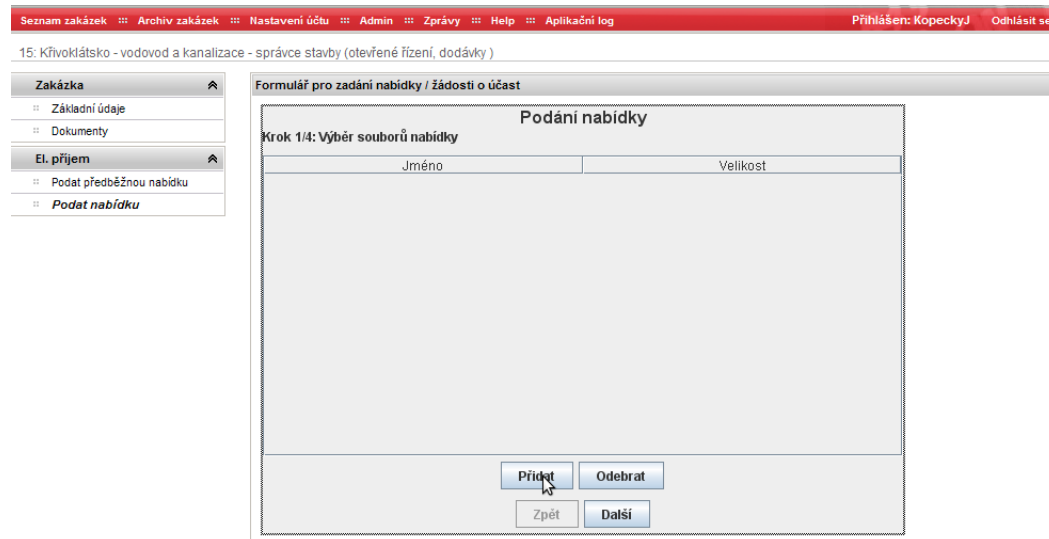 Seznam zakázek ::: Archiv zakázek ::: Nastavení účtu ::: Admin ::: Zprávy ::: Help ::: Aplikační log Přihlášen: KopeckyJ Odhlásit se
15: Křivoklátsko - vodovod a kanalizace - správce stavby (otevřené řízení, dodávky )
Zakázka
Základní údaje
Dokumenty
El. příjem
Podat předběžnou nabídku
Podat nabídku
Formulář pro zadání nabídky / žádosti o účast
Podání nabídky
Krok 1/4: Výběr souborů nabídky
Jméno Velikost
Přidat Odebrat
Zpět Další